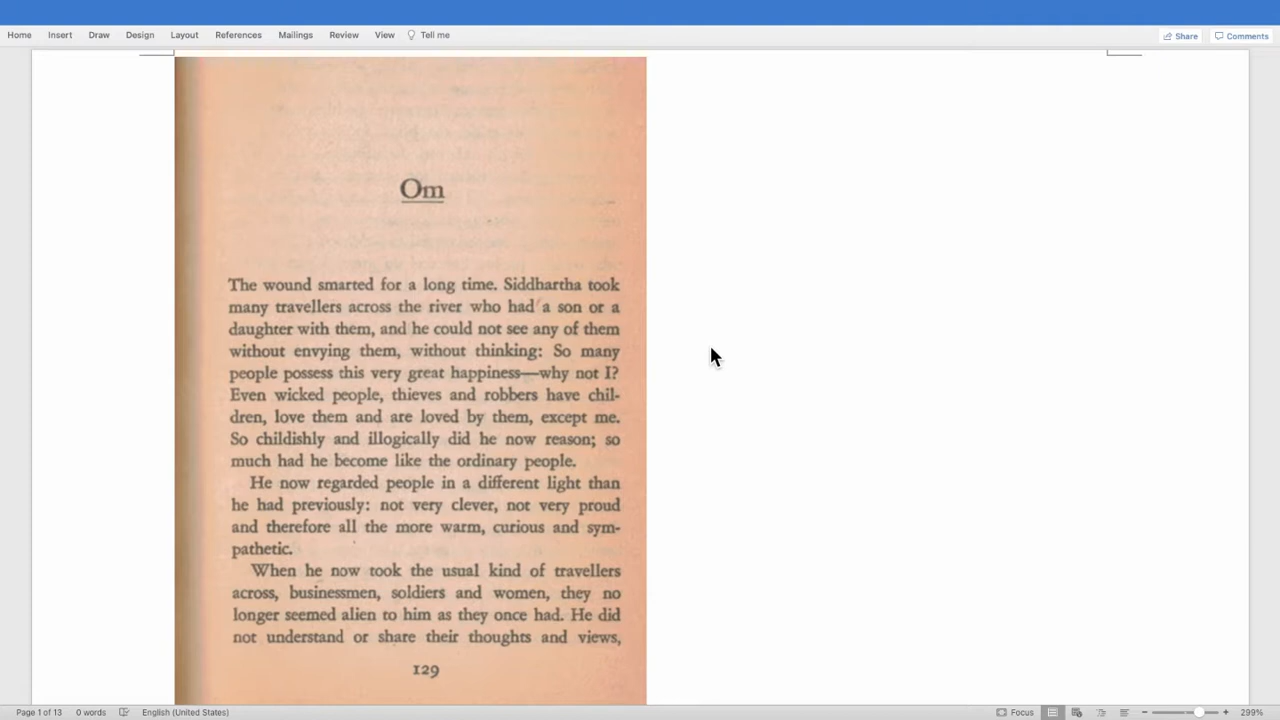 Home Insert Draw Design Layout References Mailings Review View Tell me Share Comments
Om
The wound smarted for a long time. Siddhartha took
many travellers across the river who had a son or a
daughter with them, and he could not see any of them
without envying them, without thinking: So many
people possess this very great happiness—why not I?
Even wicked people, thieves and robbers have chil-
dren, love them and are loved by them, except me.
So childishly and illogically did he now reason; so
much had he become like the ordinary people.
He now regarded people in a different light than
he had previously: not very clever, not very proud
and therefore all the more warm, curious and sym-
pathetic.
When he now took the usual kind of travellers
across, businessmen, soldiers and women, they no
longer seemed alien to him as they once had. He did
not understand or share their thoughts and views,
129
Page 1 of 13 0 words English (United States) Focus 299%